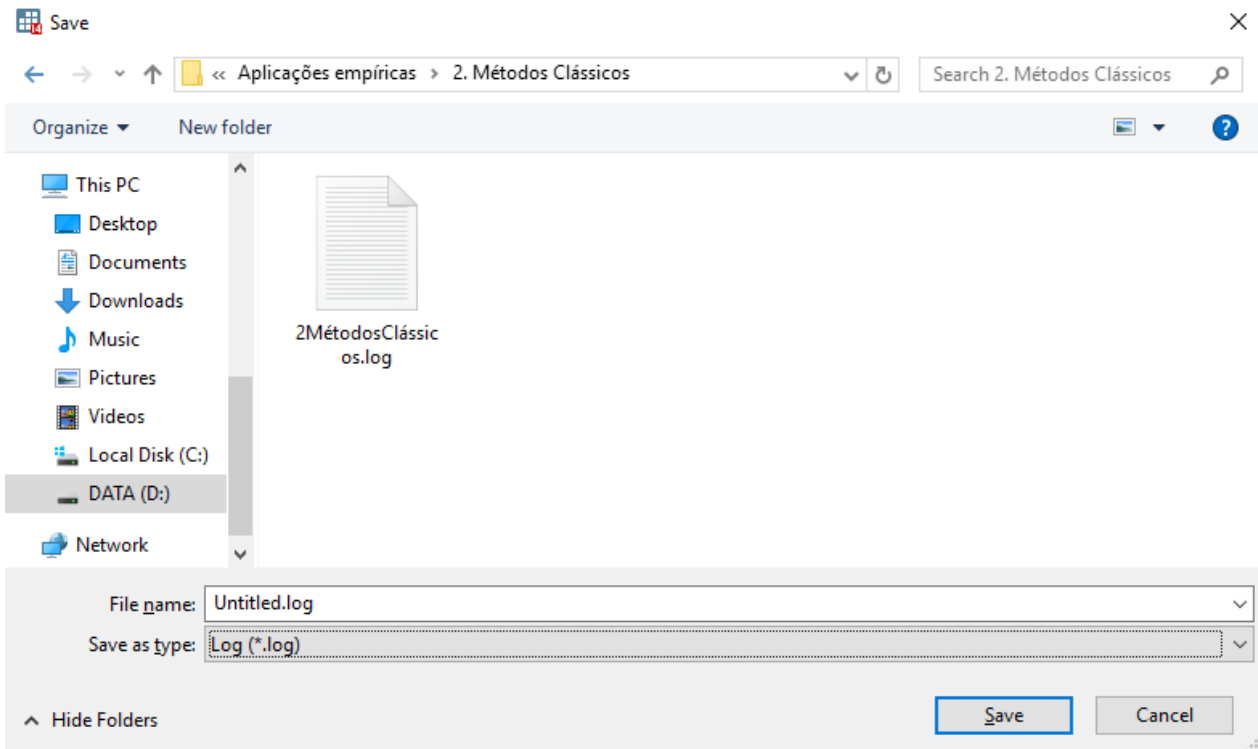 14 Save
« Aplicações empíricas > 2. Métodos Clássicos Search 2. Métodos Clássicos
Organize New folder ?
This PC
Desktop
Documents
Downloads
Music
Pictures
Videos
Local Disk (C:)
DATA (D:)
Network
2MétodosClássic
os.log
File name: Untitled.log
Save as type: Log (*.log)
Hide Folders Save Cancel